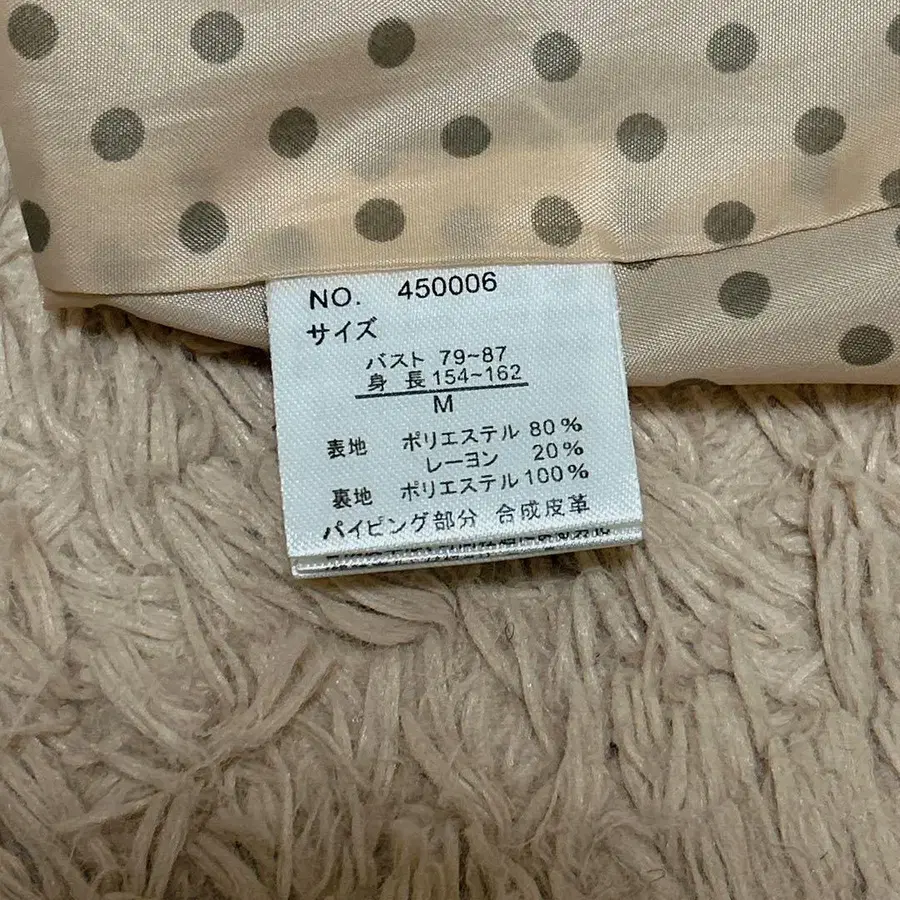 NO. 450006
サイズ
バスト 79~87
身 長 154~162
M
表地 ポリエステル 80%
レーヨン 20%
裏地 ポリエステル 100%
パイピング部分 合成皮革